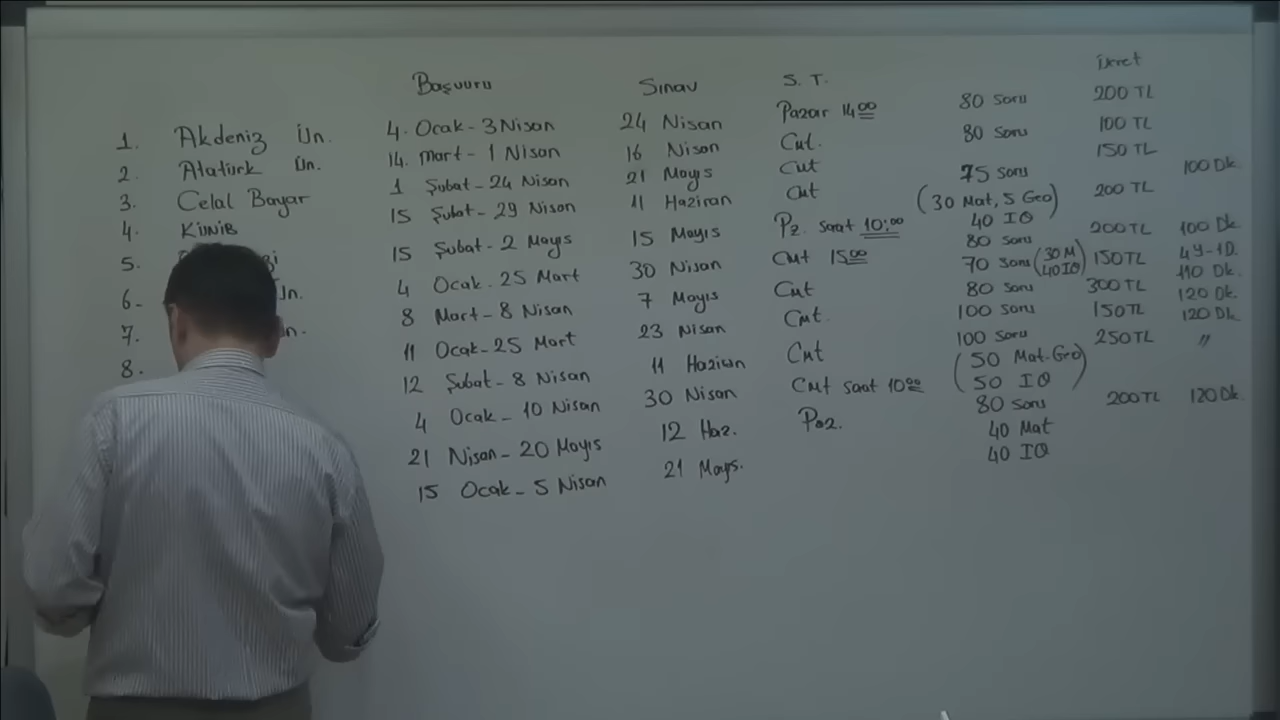 Başvuru Sınav S. T. Ücret
1. Akdeniz Ün. 4. Ocak - 3 Nisan 24 Nisan Pazar 14 00 80 Soru 200 TL
2. Atatürk Ün. 14. Mart - 1 Nisan 16 Nisan Cmt. 80 Soru 100 TL
3. Celal Bayar 1 Şubat - 24 Nisan 21 Mayıs Cmt 75 Soru 150 TL 100 Dk.
(30 Mat, 5 Geo)
40 IQ
4. 15 Şubat - 29 Nisan 11 Haziran Cmt 200 TL
5. 15 Şubat - 2 Mayıs 15 Mayıs Pz. saat 10:00 80 Soru 200 TL 100 Dk.
6- Ün. 4 Ocak - 25 Mart 30 Nisan Cmt 15 00 70 Soru (30 M 40 IQ) 150 TL
7. Ün. 8 Mart - 8 Nisan 7 Mayıs Cmt 80 Soru 300 TL 110 Dk.
8. 11 Ocak - 25 Mart 23 Nisan Cmt. 100 Soru 150 TL 120 Dk.
12 Şubat - 8 Nisan 11 Haziran Cmt 100 Soru 250 TL 120 Dk.
(50 Mat-Geo)
50 IQ "
4 Ocak - 10 Nisan 30 Nisan Cmt saat 10 00 80 Soru 200 TL 120 Dk.
21 Nisan - 20 Mayıs 12 Haz. Paz. 40 Mat
40 IQ
15 Ocak - 5 Nisan 21 Mayıs.